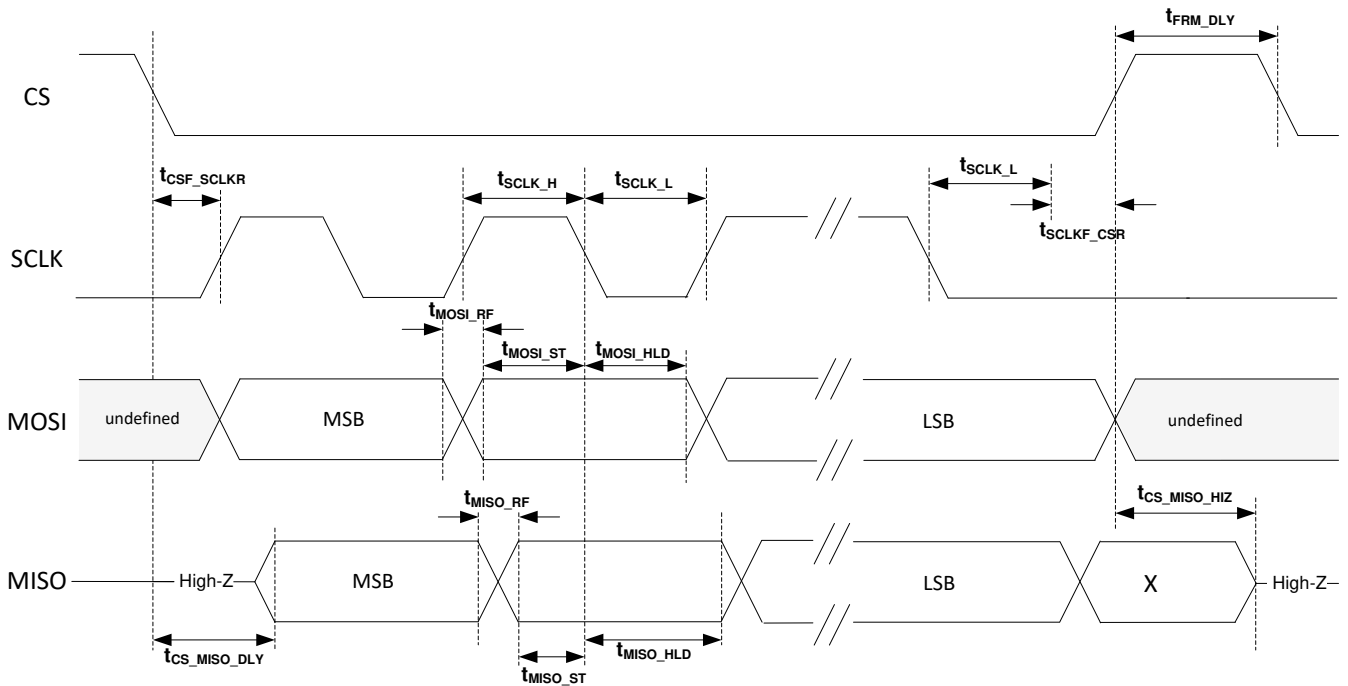 tFRM_DLY
CS
tCSF_SCLKR
tSCLK_H
tSCLK_L
tSCLK_L
tSCLKF_CSR
SCLK
tMOSI_RF
tMOSI_ST
tMOSI_HLD
MOSI
undefined
MSB
LSB
undefined
tMISO_RF
tCS_MISO_HIZ
MISO
High-Z
MSB
LSB
X
High-Z
tCS_MISO_DLY
tMISO_HLD
tMISO_ST